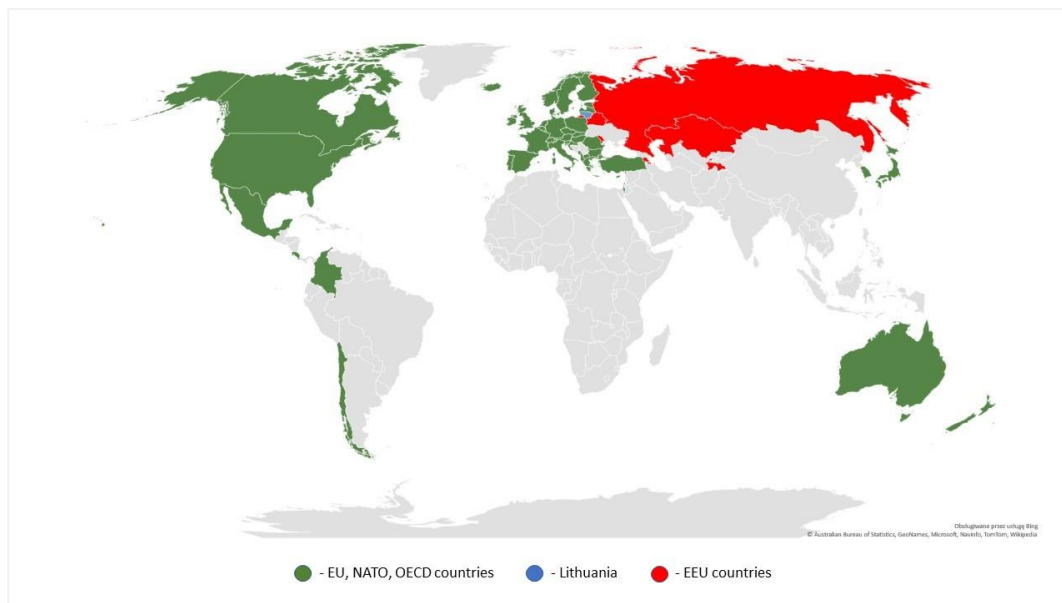 Obsługiwane przez usługę Bing
© Australian Bureau of Statistics, GeoNames, Microsoft, Navinfo, TomTom, Wikipedia
- EU, NATO, OECD countries - Lithuania - EEU countries